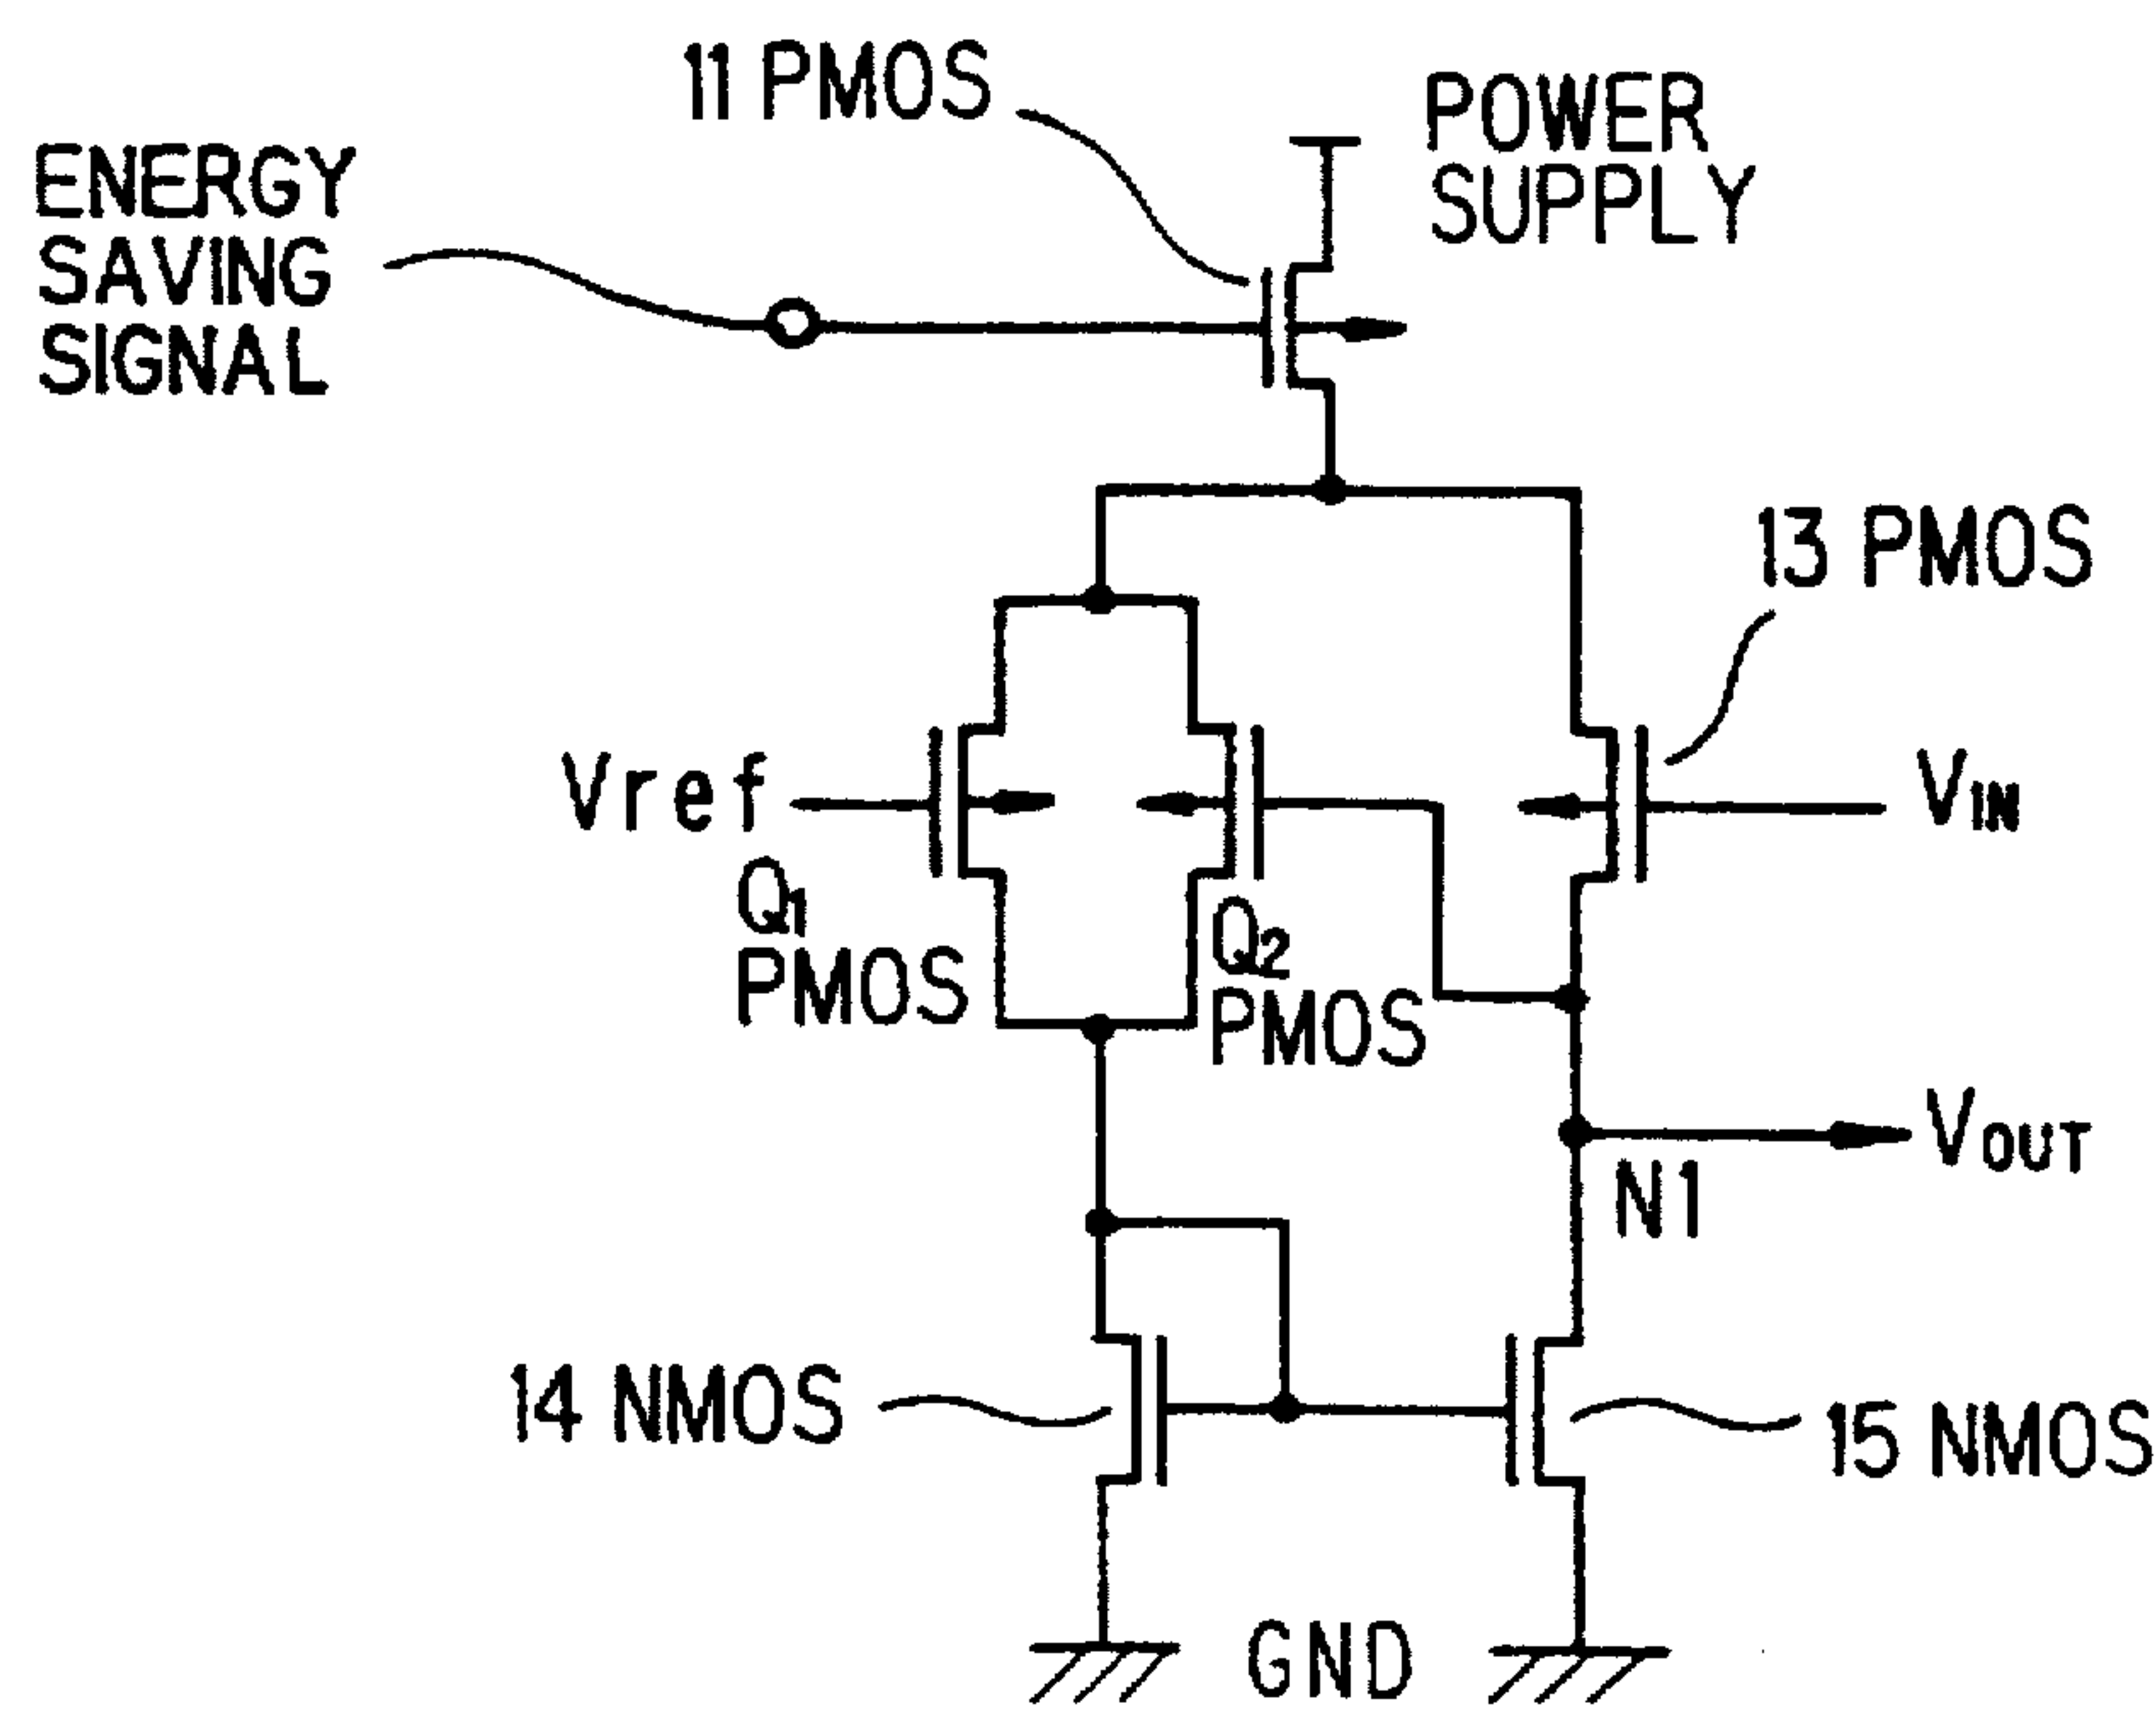 11 PMOS
POWER
SUPPLY
ENERGY
SAVING
SIGNAL
13 PMOS
Vref
VIN
Q1
PMOS
Q2
PMOS
VOUT
N1
14 NMOS
15 NMOS
GND